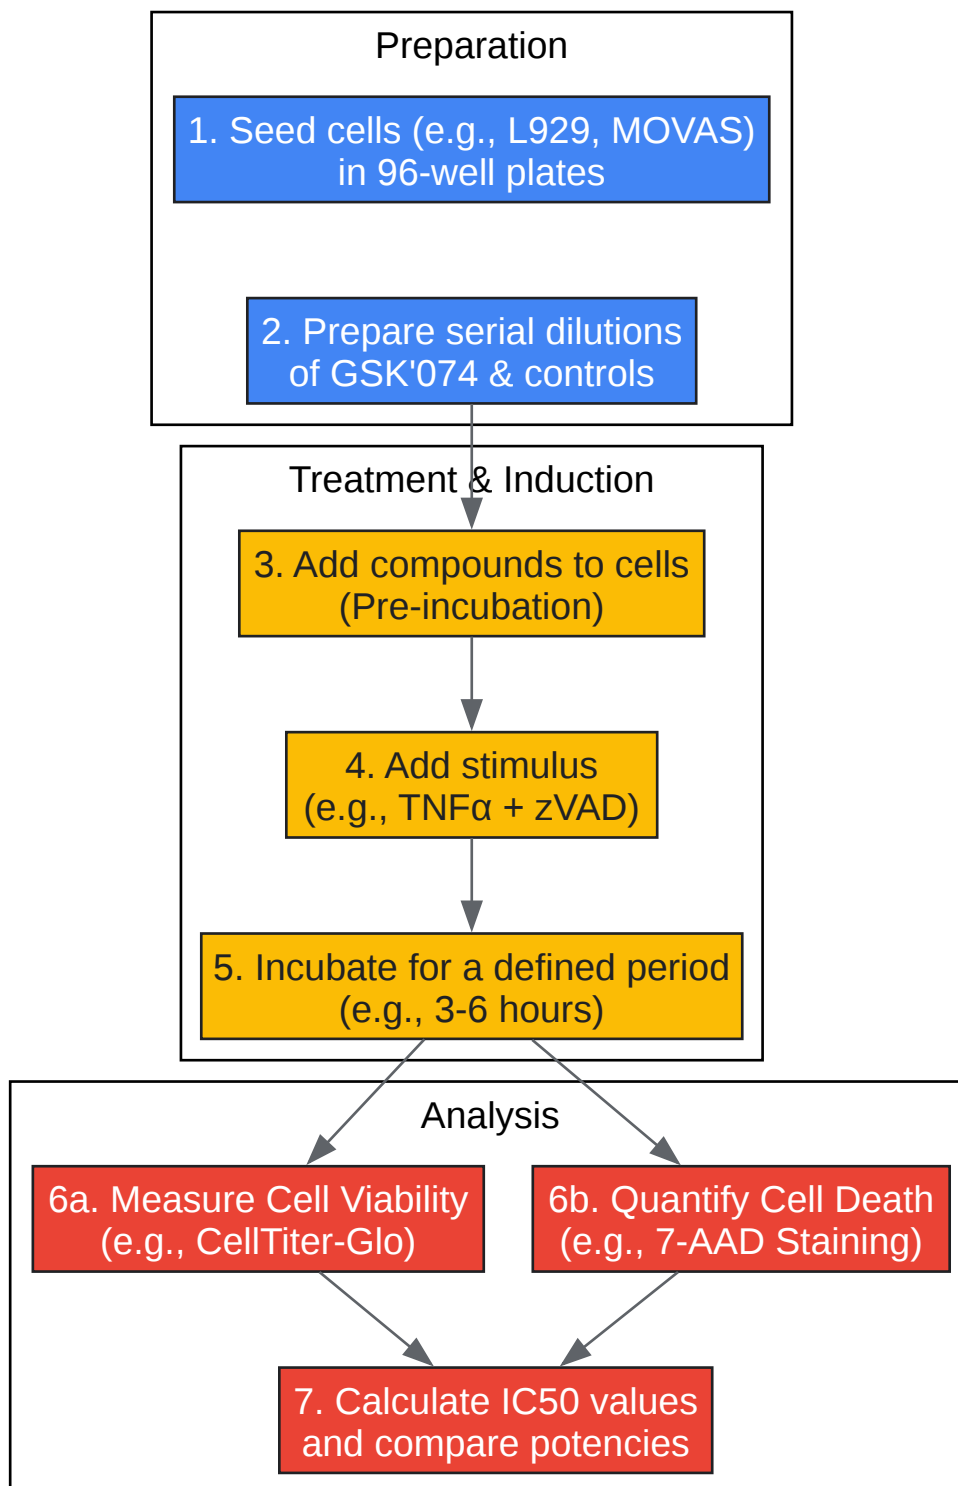 Preparation
1. Seed cells (e.g., L929, MOVAS)
in 96-well plates
2. Prepare serial dilutions
of GSK'074 & controls
Treatment & Induction
3. Add compounds to cells
(Pre-incubation)
4. Add stimulus
(e.g., TNFα + zVAD)
5. Incubate for a defined period
(e.g., 3-6 hours)
Analysis
6a. Measure Cell Viability
(e.g., CellTiter-Glo)
6b. Quantify Cell Death
(e.g., 7-AAD Staining)
7. Calculate IC50 values
and compare potencies